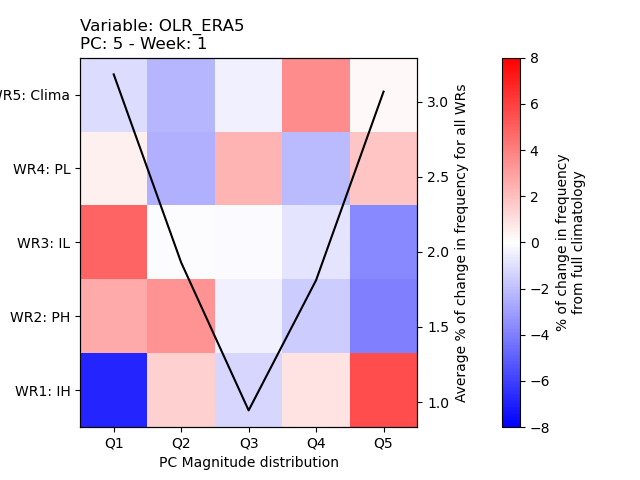 Variable: OLR_ERA5
PC: 5 - Week: 1
WR5: Clima
WR4: PL
WR3: IL
WR2: PH
WR1: IH
Q1 Q2 Q3 Q4 Q5
PC Magnitude distribution
3.0
2.5
2.0
1.5
1.0
Average % of change in frequency for all WRs
8
6
4
2
0
−2
−4
−6
−8
% of change in frequency
from full climatology